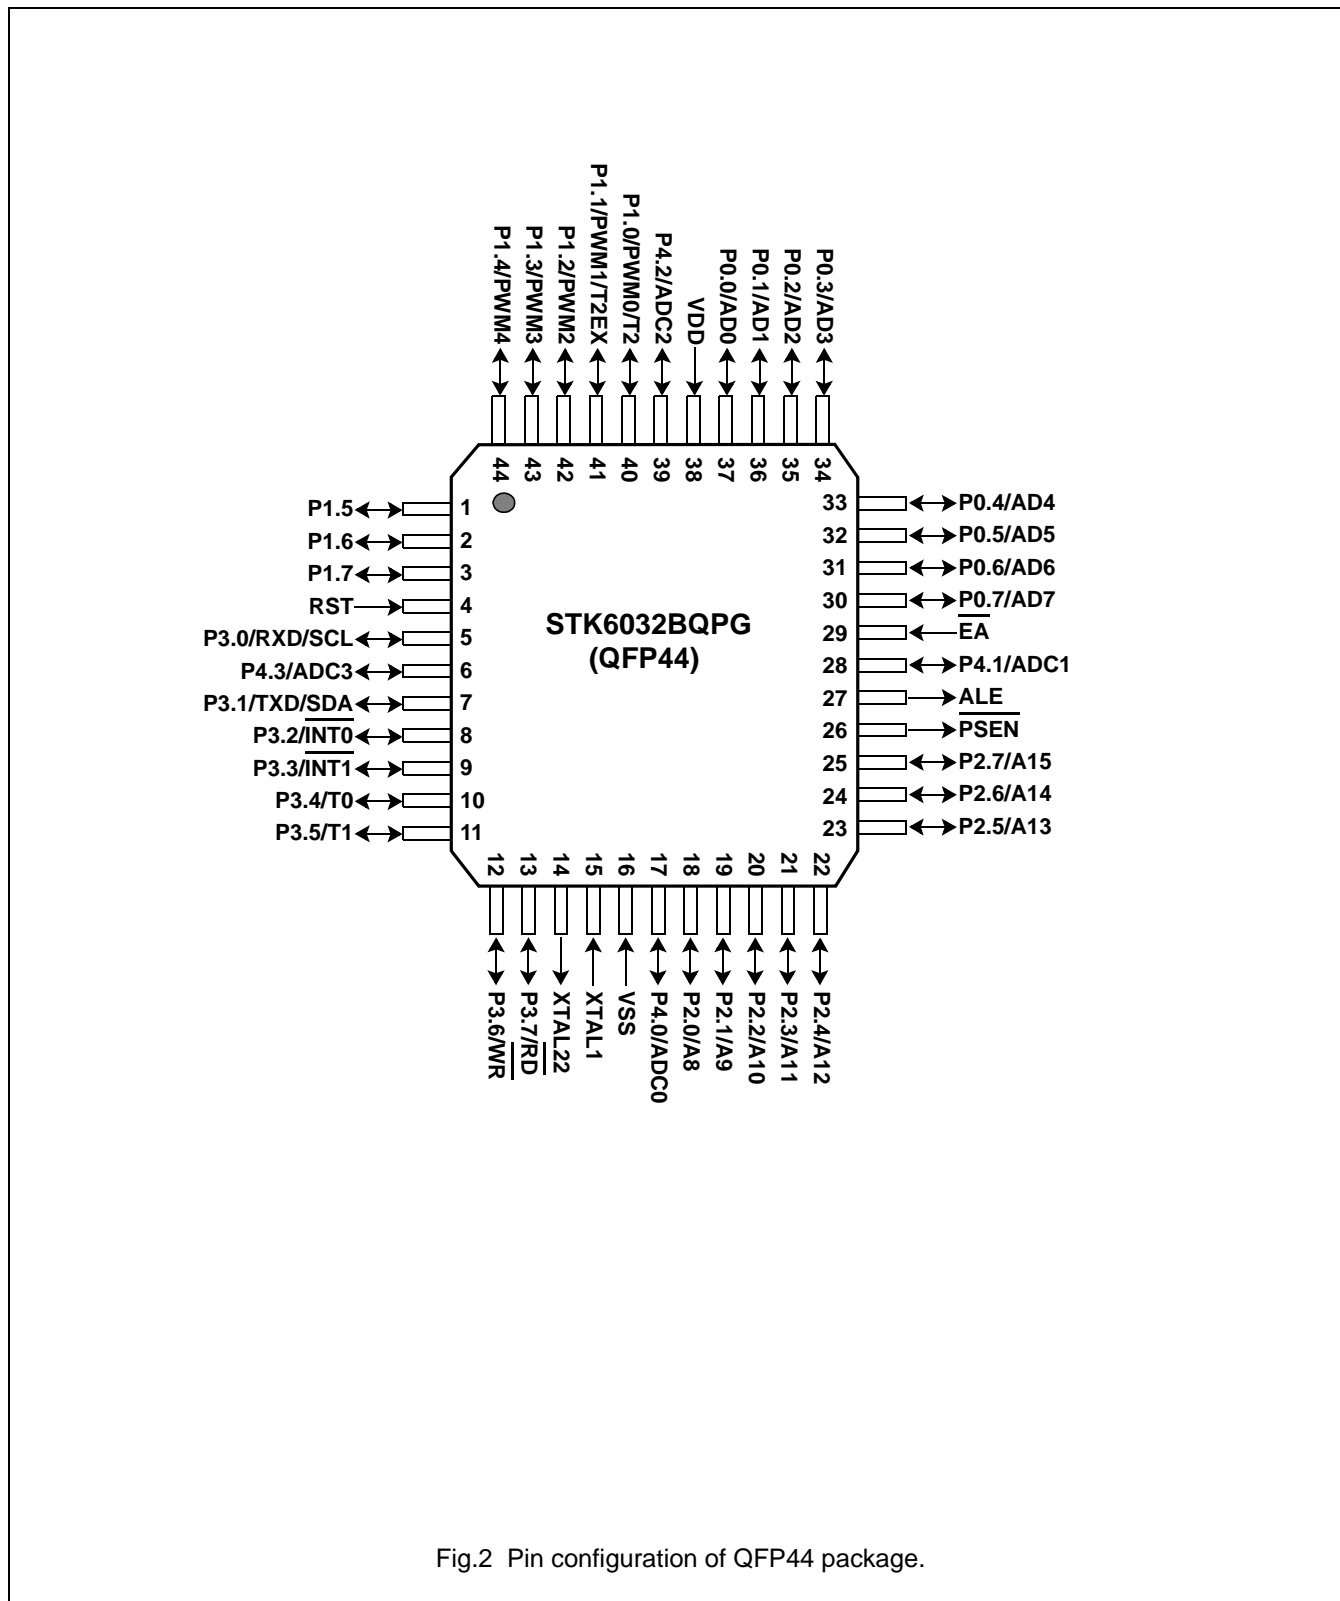 P1.4/PWM4
P1.3/PWM3
P1.2/PWM2
P1.1/PWM1/T2EX
P1.0/PWM0/T2
P4.2/ADC2
VDD
P0.0/AD0
P0.1/AD1
P0.2/AD2
P0.3/AD3
44
43
42
41
40
39
38
37
36
35
34
P1.5 1
P1.6 2
P1.7 3
RST 4
P3.0/RXD/SCL 5
P4.3/ADC3 6
P3.1/TXD/SDA 7
P3.2/INT0 8
P3.3/INT1 9
P3.4/T0 10
P3.5/T1 11
STK6032BQPG
(QFP44)
33 P0.4/AD4
32 P0.5/AD5
31 P0.6/AD6
30 P0.7/AD7
29 EA
28 P4.1/ADC1
27 ALE
26 PSEN
25 P2.7/A15
24 P2.6/A14
23 P2.5/A13
12
13
14
15
16
17
18
19
20
21
22
P3.6/WR
P3.7/RD
XTAL22
XTAL1
VSS
P4.0/ADC0
P2.0/A8
P2.1/A9
P2.2/A10
P2.3/A11
P2.4/A12
Fig.2 Pin configuration of QFP44 package.